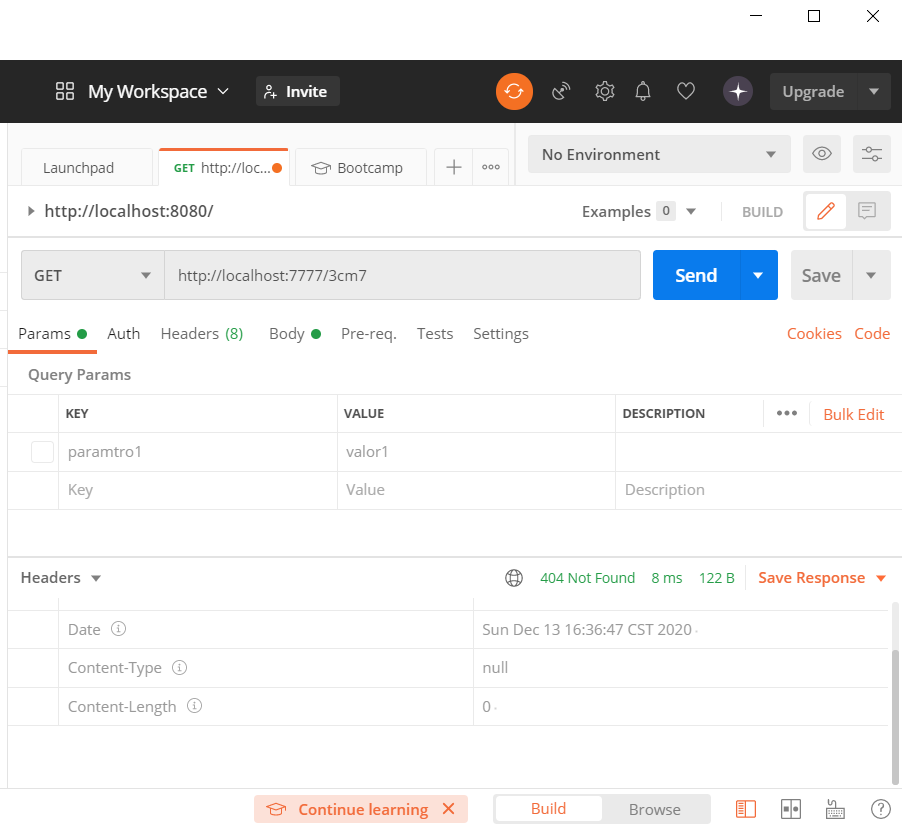 My Workspace Invite Upgrade
Launchpad GET http://loc... Bootcamp No Environment
http://localhost:8080/ Examples 0 BUILD
GET http://localhost:7777/3cm7 Send Save
Params Auth Headers (8) Body Pre-req. Tests Settings Cookies Code
Query Params
KEY VALUE DESCRIPTION Bulk Edit
paramtro1 valor1
Key Value Description
Headers 404 Not Found 8 ms 122 B Save Response
Date Sun Dec 13 16:36:47 CST 2020
Content-Type null
Content-Length 0
Continue learning Build Browse